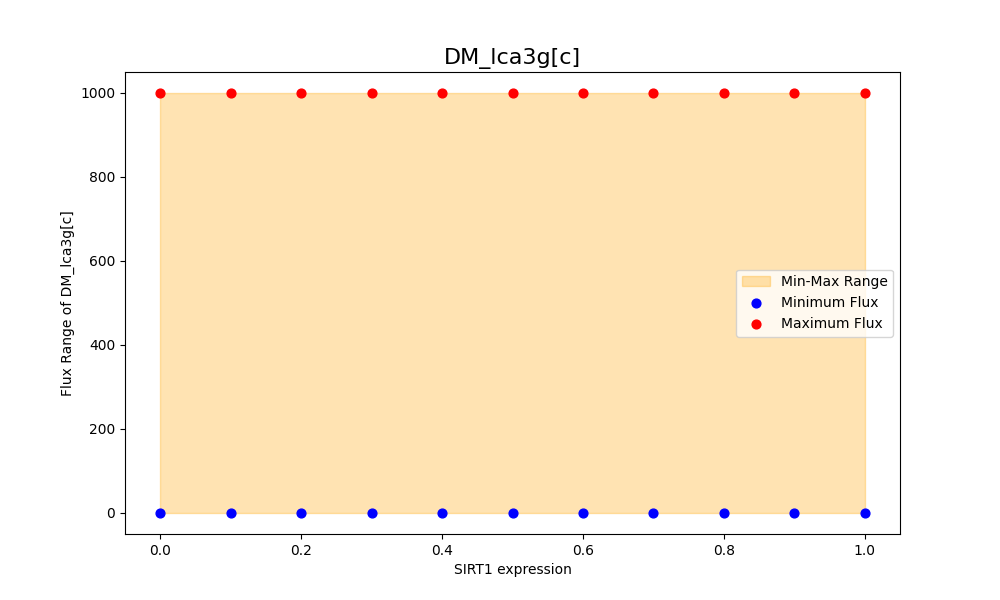 DM_lca3g[c]
Flux Range of DM_lca3g[c]
1000
800
600
400
200
0
Min-Max Range
Minimum Flux
Maximum Flux
0.0
0.2
0.4
0.6
0.8
1.0
SIRT1 expression